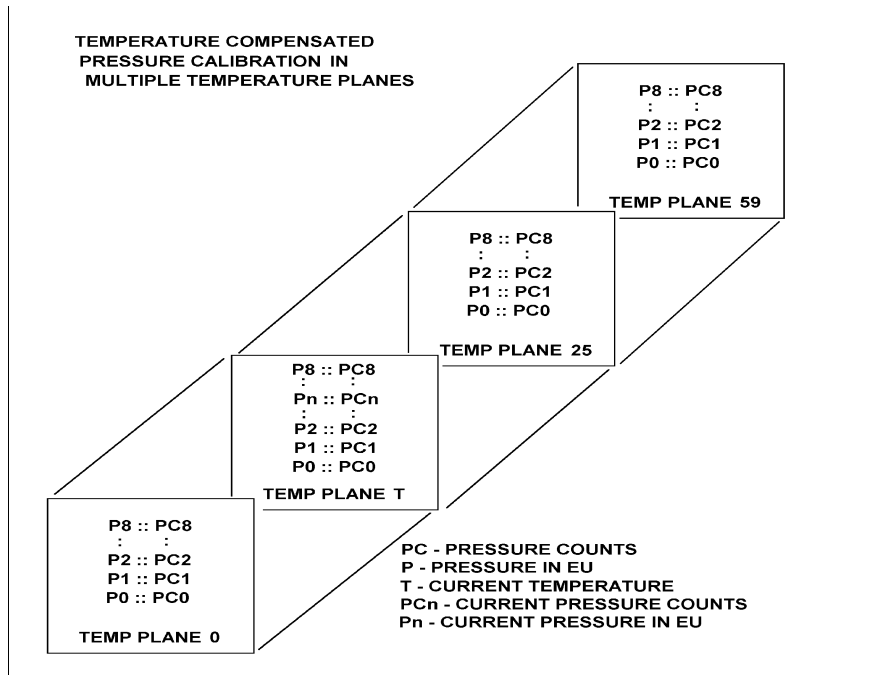 TEMPERATURE COMPENSATED
PRESSURE CALIBRATION IN
MULTIPLE TEMPERATURE PLANES
P8 :: PC8
: :
P2 :: PC2
P1 :: PC1
P0 :: PC0
TEMP PLANE 59
P8 :: PC8
: :
P2 :: PC2
P1 :: PC1
P0 :: PC0
TEMP PLANE 25
P8 :: PC8
: :
Pn :: PCn
: :
P2 :: PC2
P1 :: PC1
P0 :: PC0
TEMP PLANE T
P8 :: PC8
: :
P2 :: PC2
P1 :: PC1
P0 :: PC0
TEMP PLANE 0
PC - PRESSURE COUNTS
P - PRESSURE IN EU
T - CURRENT TEMPERATURE
PCn - CURRENT PRESSURE COUNTS
Pn - CURRENT PRESSURE IN EU